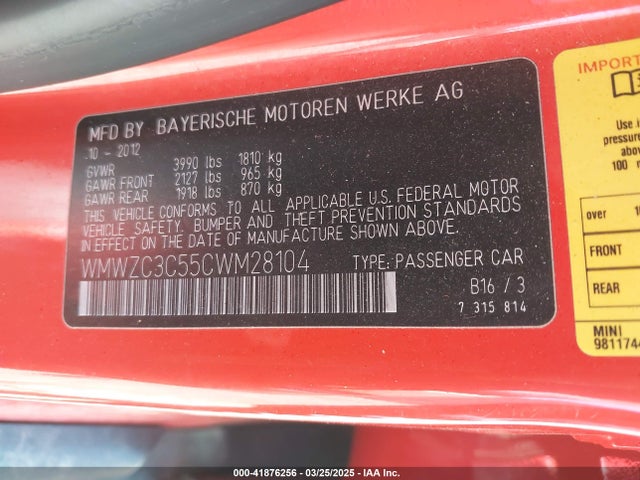 MFD BY BAYERISCHE MOTOREN WERKE AG
10 - 2012
GVWR 3990 lbs 1810 kg
GAWR FRONT 2127 lbs 965 kg
GAWR REAR 1918 lbs 870 kg
THIS VEHICLE CONFORMS TO ALL APPLICABLE U.S. FEDERAL MOTOR
VEHICLE SAFETY, BUMPER AND THEFT PREVENTION STANDARDS
IN EFFECT ON THE DATE OF MANUFACTURE SHOWN ABOVE.
WMWZC3C55CWM28104 TYPE: PASSENGER CAR
B16 / 3
7 315 814
IMPORT
Use i
pressu
above
100
over
FRONT
REAR
MINI
981174
000-41876256 - 03/25/2025 - IAA Inc.